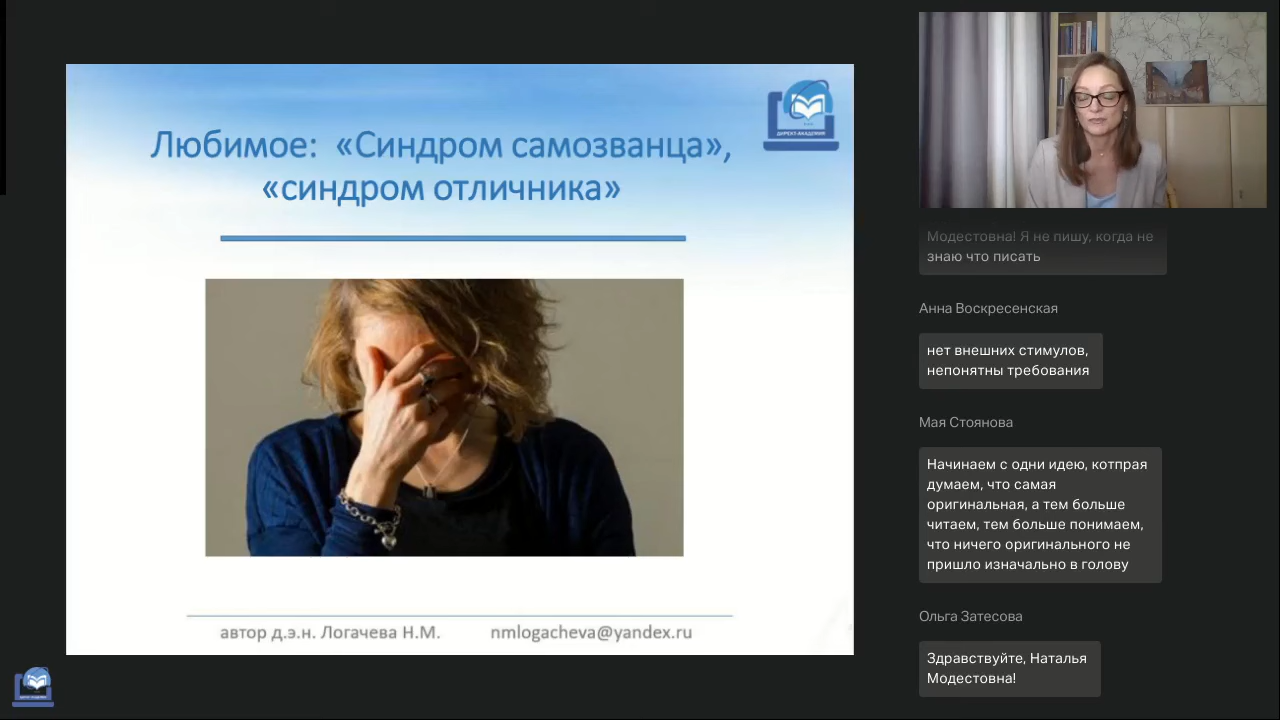 Любимое: «Синдром самозванца»,
«синдром отличника»
ДИРЕКТ-АКАДЕМИЯ
автор д.э.н. Логачева Н.М. nmlogacheva@yandex.ru
Модестовна! Я не пишу, когда не
знаю что писать
Анна Воскресенская
нет внешних стимулов,
непонятны требования
Мая Стоянова
Начинаем с одни идею, котпрая
думаем, что самая
оригинальная, а тем больше
читаем, тем больше понимаем,
что ничего оригинального не
пришло изначально в голову
Ольга Затесова
Здравствуйте, Наталья
Модестовна!